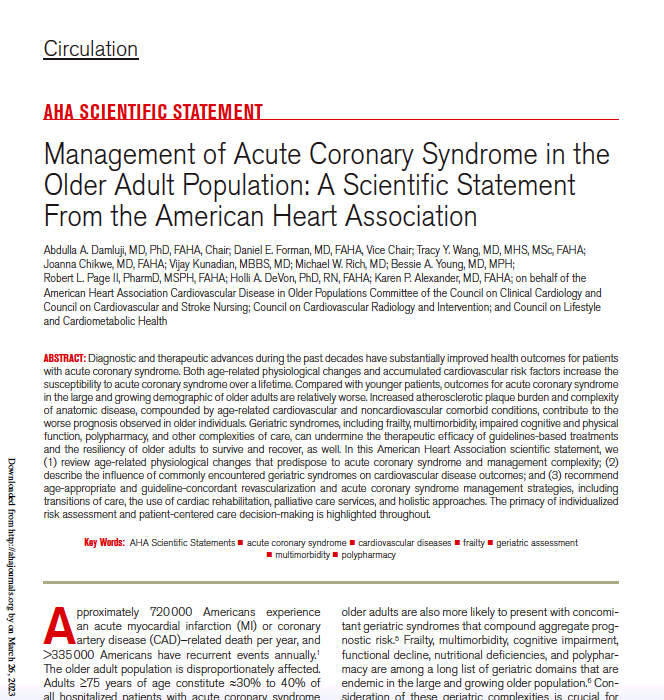 Circulation
AHA SCIENTIFIC STATEMENT
Management of Acute Coronary Syndrome in the
Older Adult Population: A Scientific Statement
From the American Heart Association
Abdulla A. Damluji, MD, PhD, FAHA, Chair; Daniel E. Forman, MD, FAHA, Vice Chair; Tracy Y. Wang, MD, MHS, MSc, FAHA;
Joanna Chikwe, MD, FAHA; Vijay Kunadian, MBBS, MD; Michael W. Rich, MD; Bessie A. Young, MD, MPH;
Robert L. Page II, PharmD, MSPH, FAHA; Holli A. DeVon, PhD, RN, FAHA; Karen P. Alexander, MD, FAHA; on behalf of the
American Heart Association Cardiovascular Disease in Older Populations Committee of the Council on Clinical Cardiology and
Council on Cardiovascular and Stroke Nursing; Council on Cardiovascular Radiology and Intervention; and Council on Lifestyle
and Cardiometabolic Health
ABSTRACT: Diagnostic and therapeutic advances during the past decades have substantially improved health outcomes for patients
with acute coronary syndrome. Both age-related physiological changes and accumulated cardiovascular risk factors increase the
susceptibility to acute coronary syndrome over a lifetime. Compared with younger patients, outcomes for acute coronary syndrome
in the large and growing demographic of older adults are relatively worse. Increased atherosclerotic plaque burden and complexity
of anatomic disease, compounded by age-related cardiovascular and noncardiovascular comorbid conditions, contribute to the
worse prognosis observed in older individuals. Geriatric syndromes, including frailty, multimorbidity, impaired cognitive and physical
function, polypharmacy, and other complexities of care, can undermine the therapeutic efficacy of guidelines-based treatments
and the resiliency of older adults to survive and recover, as well. In this American Heart Association scientific statement, we
(1) review age-related physiological changes that predispose to acute coronary syndrome and management complexity; (2)
describe the influence of commonly encountered geriatric syndromes on cardiovascular disease outcomes; and (3) recommend
age-appropriate and guideline-concordant revascularization and acute coronary syndrome management strategies, including
transitions of care, the use of cardiac rehabilitation, palliative care services, and holistic approaches. The primacy of individualized
risk assessment and patient-centered care decision-making is highlighted throughout.
Key Words: AHA Scientific Statements ■ acute coronary syndrome ■ cardiovascular diseases ■ frailty ■ geriatric assessment
■ multimorbidity ■ polypharmacy
Approximately 720 000 Americans experience
an acute myocardial infarction (MI) or coronary
artery disease (CAD)–related death per year, and
>335 000 Americans have recurrent events annually.1
The older adult population is disproportionately affected.
Adults ≥75 years of age constitute ≈30% to 40% of
all hospitalized patients with acute coronary syndrome
older adults are also more likely to present with concomi-
tant geriatric syndromes that compound aggregate prog-
nostic risk.5 Frailty, multimorbidity, cognitive impairment,
functional decline, nutritional deficiencies, and polyphar-
macy are among a long list of geriatric domains that are
endemic in the large and growing older population.6 Con-
sideration of these geriatric complexities is crucial for
Downloaded from http://ahajournals.org by on March 26, 2023